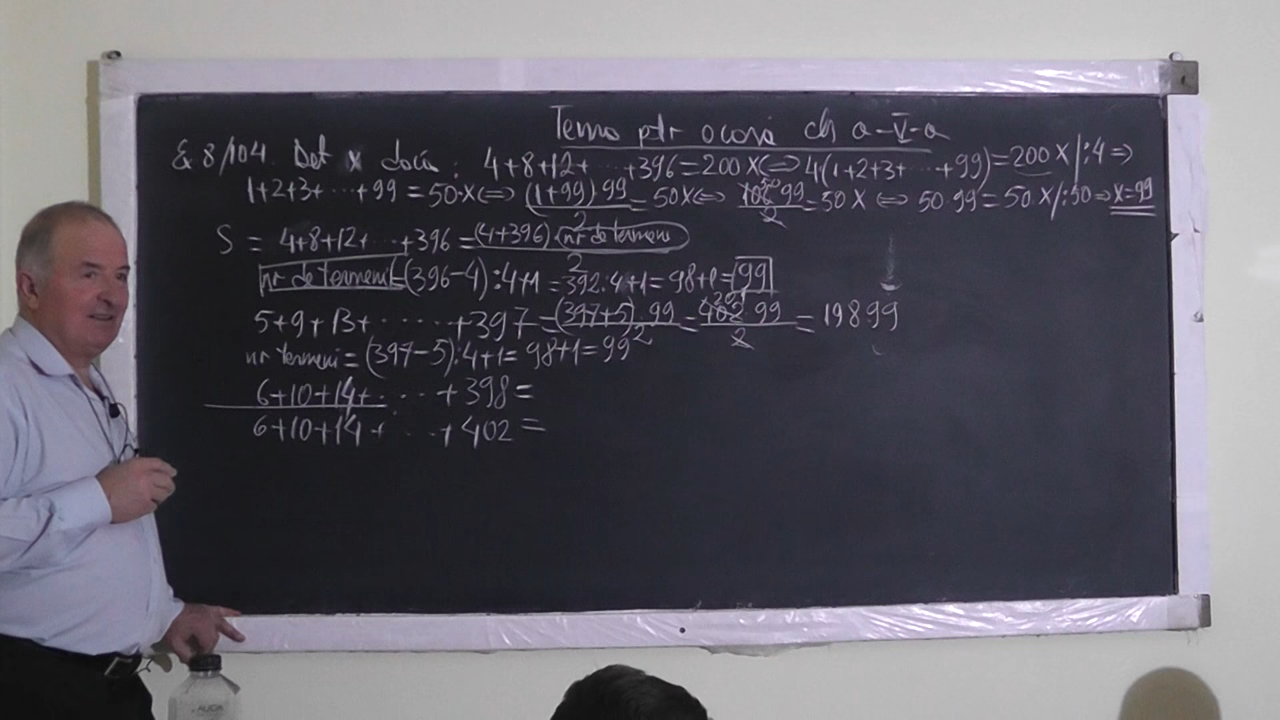 Tema ptr acasă cls a-V-a
Ex 8/104. Det x dacă: 4+8+12+ ... +396=200 X⇔ 4(1+2+3+ ... +99)=200 X |:4 ⇒
1+2+3+ ... +99 = 50·X⇔ (1+99)·99/2 = 50X⇔ 100·99/2 = 50 X ⇔ 50·99 = 50 X/:50 ⇒ X=99
S = 4+8+12+ ... +396 = (4+396)·nr de termeni/2
nr de termeni = (396-4):4+1 = 392:4+1= 98+1= 99
5+9+13+ ...... +397 = (397+5)·99/2 = 402·99/2 = 19899
nr termeni = (397-5):4+1= 98+1=99
6+10+14+ ... +398=
6+10+14+ ... +402 =